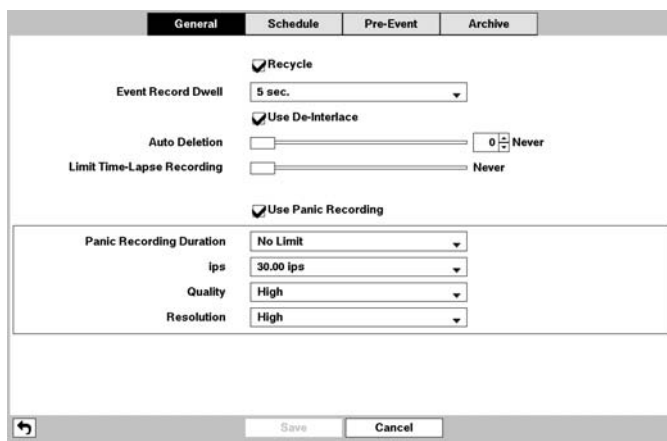 General Schedule Pre-Event Archive
Recycle
Event Record Dwell 5 sec.
Use De-Interlace
Auto Deletion 0 Never
Limit Time-Lapse Recording Never
Use Panic Recording
Panic Recording Duration No Limit
ips 30.00 ips
Quality High
Resolution High
Save Cancel